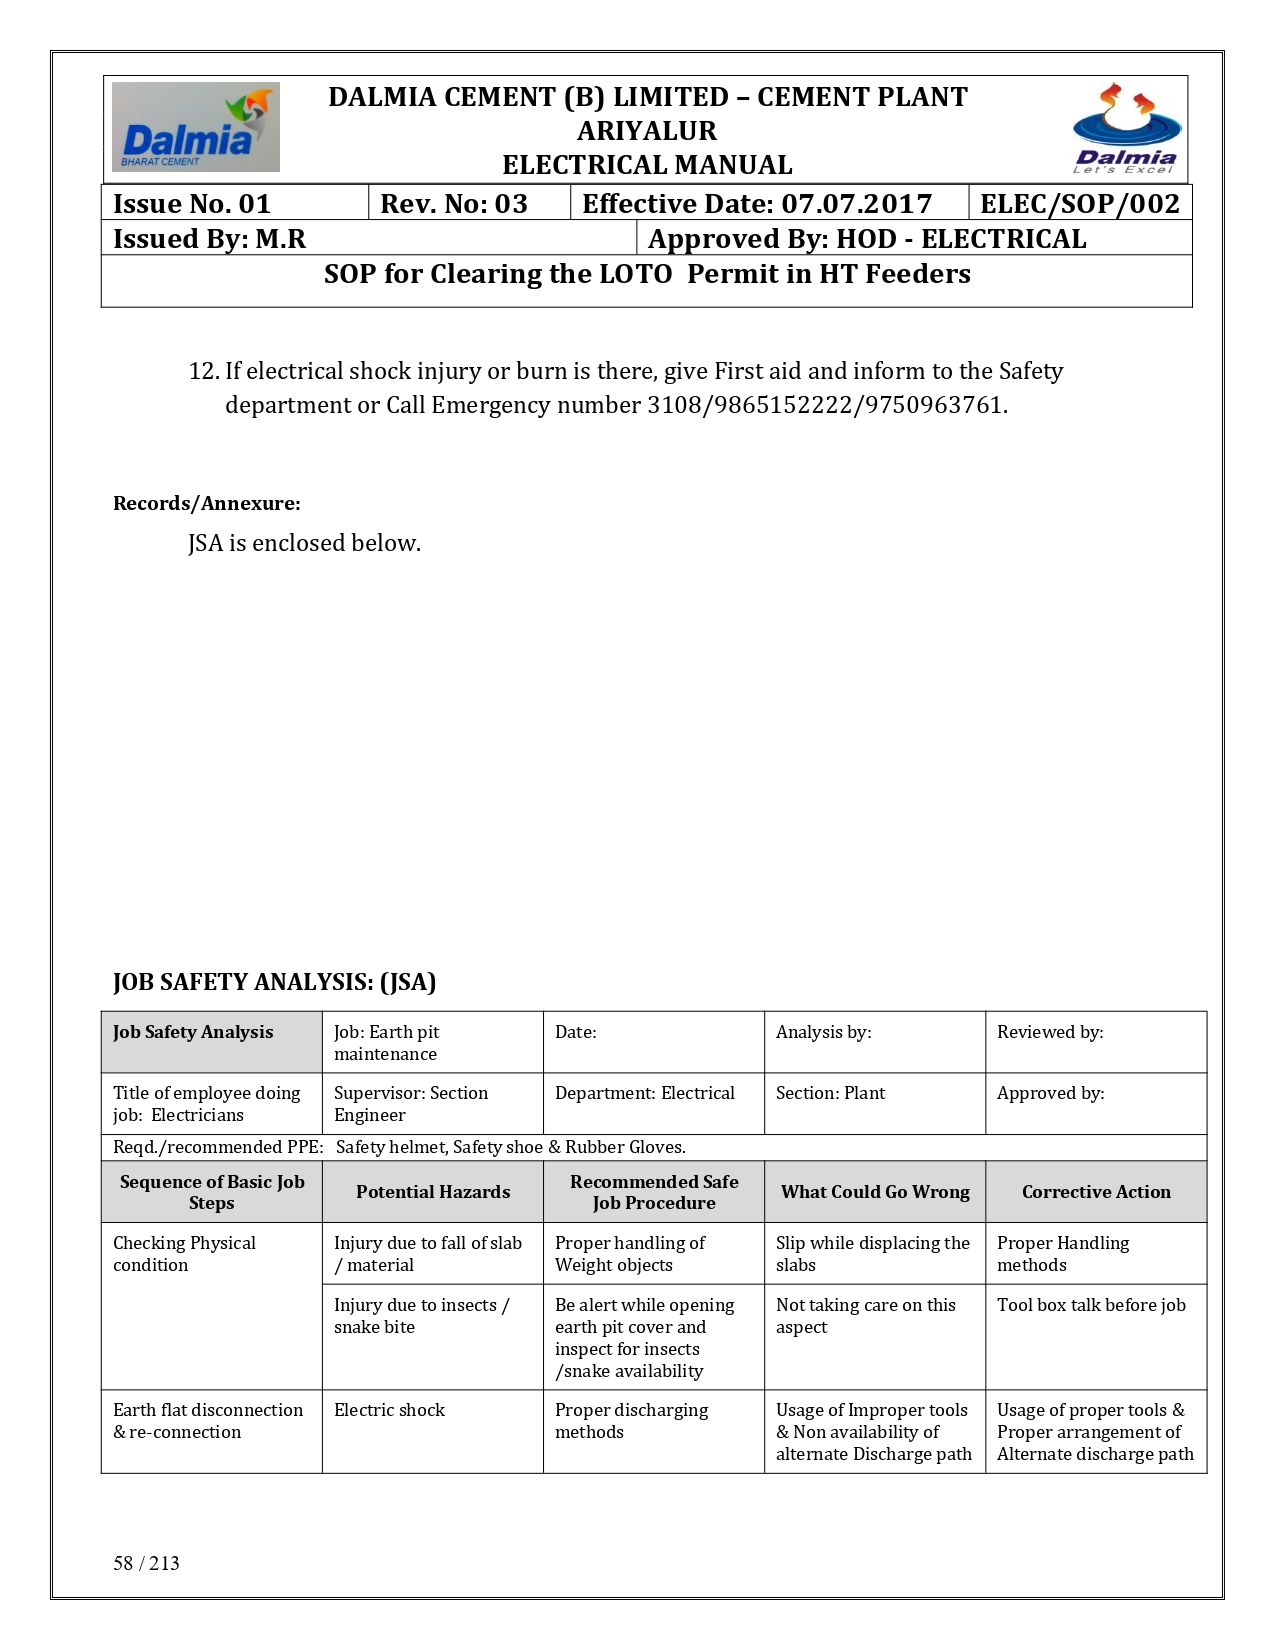 Dalmia
BHARAT CEMENT
DALMIA CEMENT (B) LIMITED – CEMENT PLANT
ARIYALUR
ELECTRICAL MANUAL
Dalmia
Let's Excel
Issue No. 01
Rev. No: 03
Effective Date: 07.07.2017
ELEC/SOP/002
Issued By: M.R
Approved By: HOD - ELECTRICAL
SOP for Clearing the LOTO  Permit in HT Feeders
12. If electrical shock injury or burn is there, give First aid and inform to the Safety
department or Call Emergency number 3108/9865152222/9750963761.
Records/Annexure:
JSA is enclosed below.
JOB SAFETY ANALYSIS: (JSA)
Job Safety Analysis
Job: Earth pit
maintenance
Date:
Analysis by:
Reviewed by:
Title of employee doing
job:  Electricians
Supervisor: Section
Engineer
Department: Electrical
Section: Plant
Approved by:
Reqd./recommended PPE:   Safety helmet, Safety shoe & Rubber Gloves.
Sequence of Basic Job
Steps
Potential Hazards
Recommended Safe
Job Procedure
What Could Go Wrong
Corrective Action
Checking Physical
condition
Injury due to fall of slab
/ material
Proper handling of
Weight objects
Slip while displacing the
slabs
Proper Handling
methods
Injury due to insects /
snake bite
Be alert while opening
earth pit cover and
inspect for insects
/snake availability
Not taking care on this
aspect
Tool box talk before job
Earth flat disconnection
& re-connection
Electric shock
Proper discharging
methods
Usage of Improper tools
& Non availability of
alternate Discharge path
Usage of proper tools &
Proper arrangement of
Alternate discharge path
58 / 213